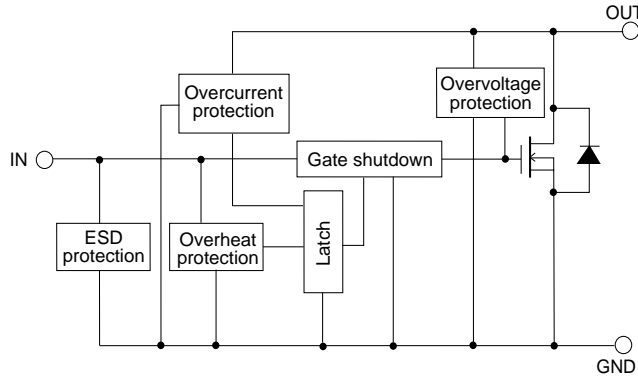 OUT
Overcurrent
protection
Overvoltage
protection
IN
Gate shutdown
ESD
protection
Overheat
protection
Latch
GND